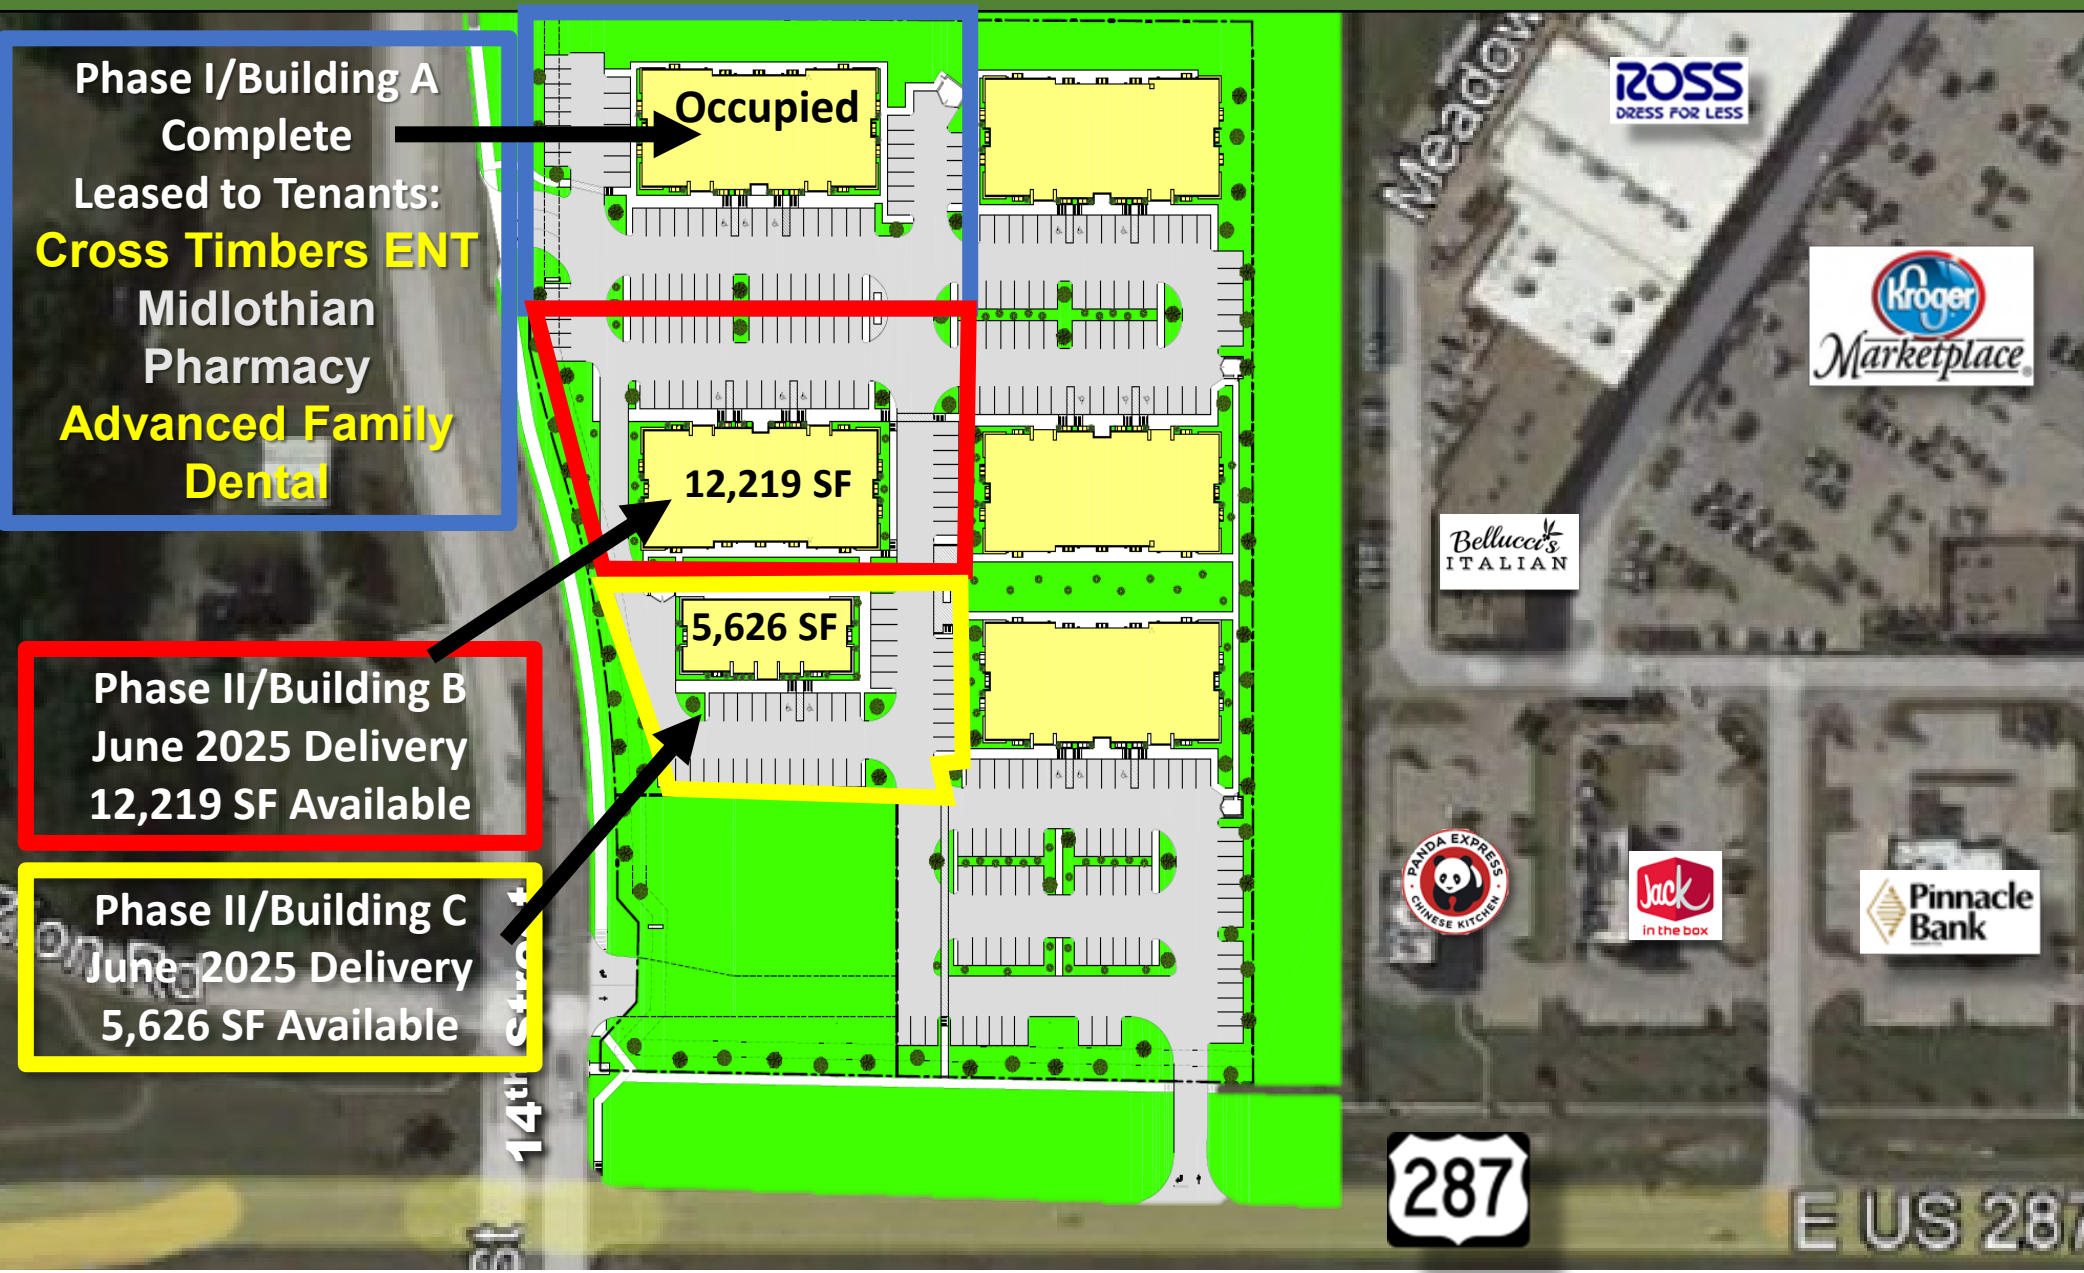 Phase I/Building A
Complete
Leased to Tenants:
Cross Timbers ENT
Midlothian
Pharmacy
Advanced Family
Dental
Occupied
12,219 SF
5,626 SF
Phase II/Building B
June 2025 Delivery
12,219 SF Available
Phase II/Building C
June 2025 Delivery
5,626 SF Available
14th Street
St
Meadow
ROSS
DRESS FOR LESS
Kroger
Marketplace
Bellucci's
ITALIAN
PANDA EXPRESS
CHINESE KITCHEN
Jack
in the box
Pinnacle
Bank
287
E US 287